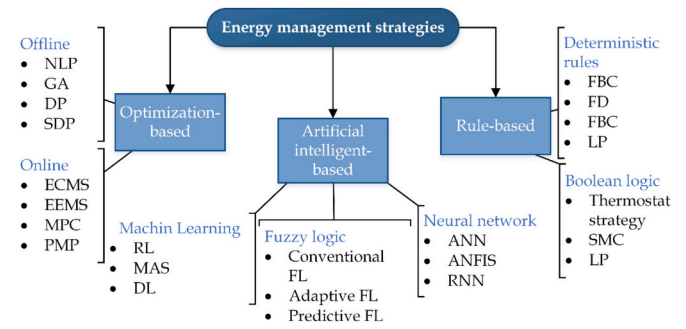 Energy management strategies
Offline
• NLP
• GA
• DP
• SDP
Optimization-
based
Online
• ECMS
• EEMS
• MPC
• PMP
Artificial
intelligent-
based
Machin Learning
• RL
• MAS
• DL
Fuzzy logic
• Conventional
FL
• Adaptive FL
• Predictive FL
Neural network
• ANN
• ANFIS
• RNN
Rule-based
Deterministic
rules
• FBC
• FD
• FBC
• LP
Boolean logic
• Thermostat
strategy
• SMC
• LP